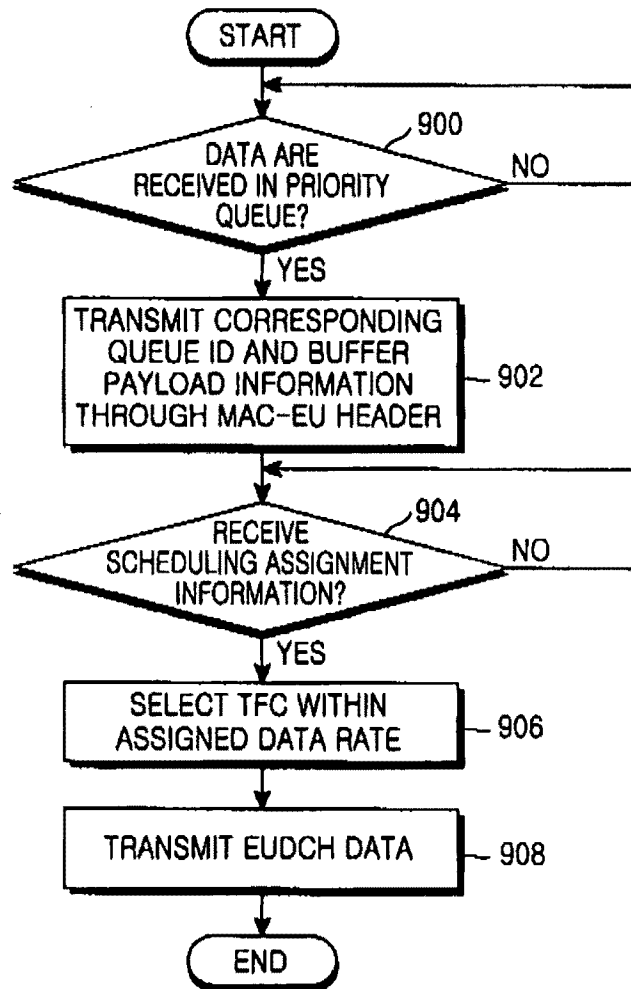 START
900
DATA ARE
RECEIVED IN PRIORITY
QUEUE?
NO
YES
TRANSMIT CORRESPONDING
QUEUE ID AND BUFFER
PAYLOAD INFORMATION
THROUGH MAC-EU HEADER
902
904
RECEIVE
SCHEDULING ASSIGNMENT
INFORMATION?
NO
YES
SELECT TFC WITHIN
ASSIGNED DATA RATE
906
TRANSMIT EUDCH DATA
908
END